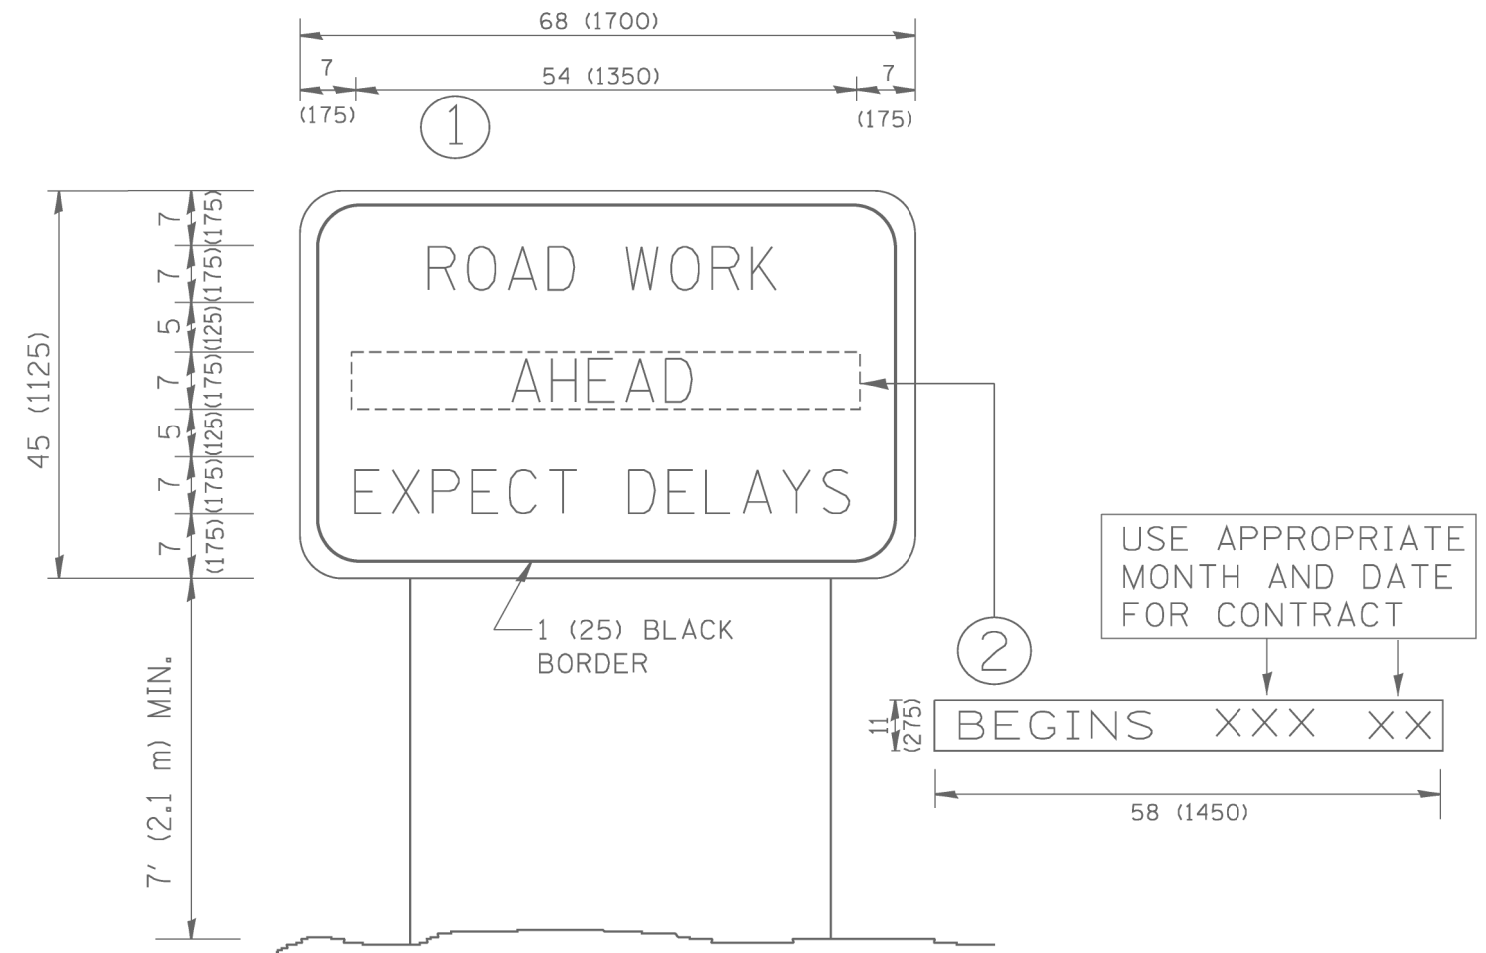 68 (1700)
7
54 (1350)
7
(175)
(175)
1
7
(175)
7
(175)
5
(125)
7
(175)
5
(125)
7
(175)
7
(175)
45 (1125)
ROAD WORK
AHEAD
EXPECT DELAYS
1 (25) BLACK
BORDER
7' (2.1 m) MIN.
USE APPROPRIATE
MONTH AND DATE
FOR CONTRACT
2
11
(275)
BEGINS XXX XX
58 (1450)